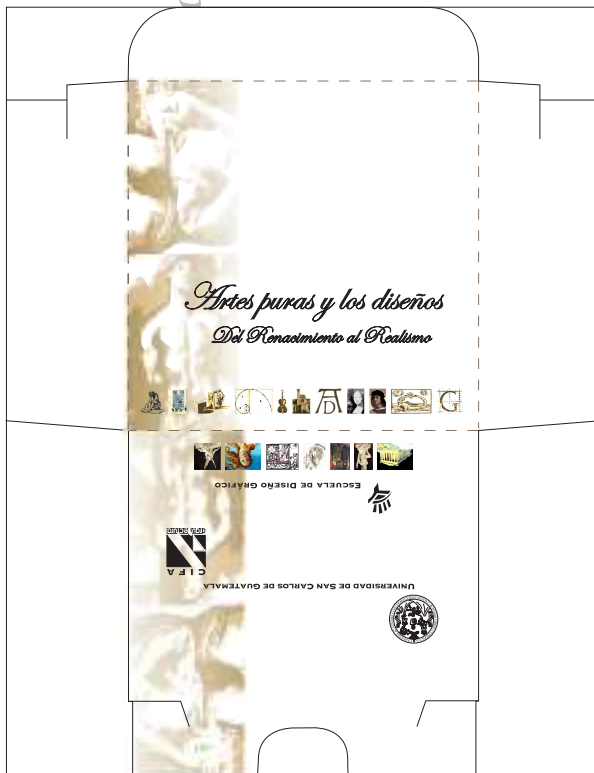 Artes puras y los diseños
Del Renacimiento al Realismo
AD
G
ESCUELA DE DISEÑO GRÁFICO
CIFA
UNIVERSIDAD DE SAN CARLOS DE GUATEMALA